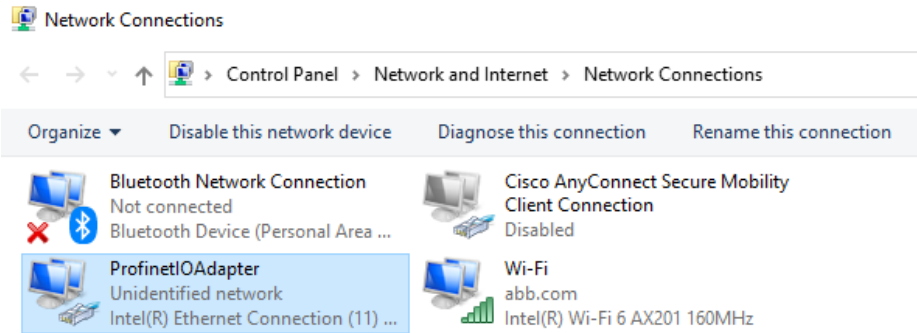 Network Connections
Control Panel > Network and Internet > Network Connections
Organize Disable this network device Diagnose this connection Rename this connection
Bluetooth Network Connection
Not connected
Bluetooth Device (Personal Area ...
Cisco AnyConnect Secure Mobility
Client Connection
Disabled
ProfinetIOAdapter
Unidentified network
Intel(R) Ethernet Connection (11) ...
Wi-Fi
abb.com
Intel(R) Wi-Fi 6 AX201 160MHz